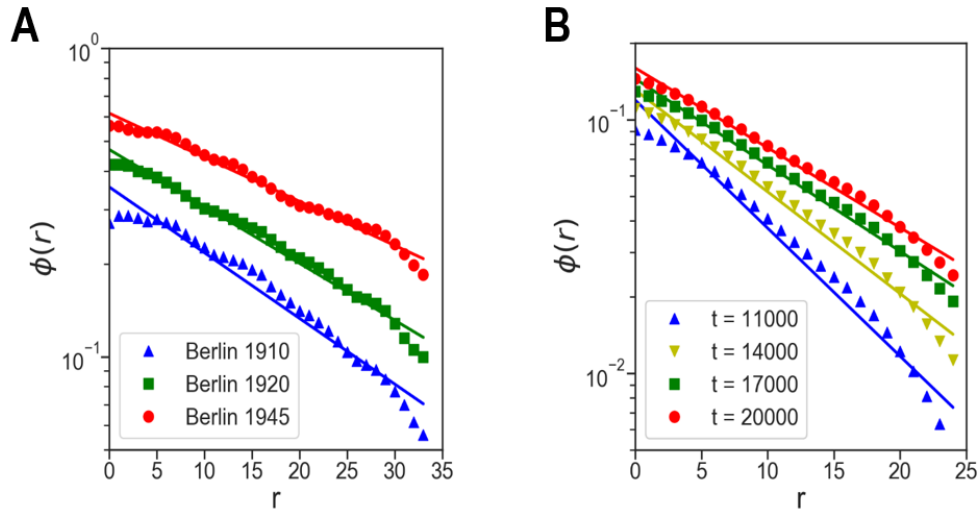 A
10^0
10^-1
ϕ(r)
0 5 10 15 20 25 30 35
r
Berlin 1910
Berlin 1920
Berlin 1945
B
10^-1
10^-2
ϕ(r)
0 5 10 15 20 25
r
t = 11000
t = 14000
t = 17000
t = 20000